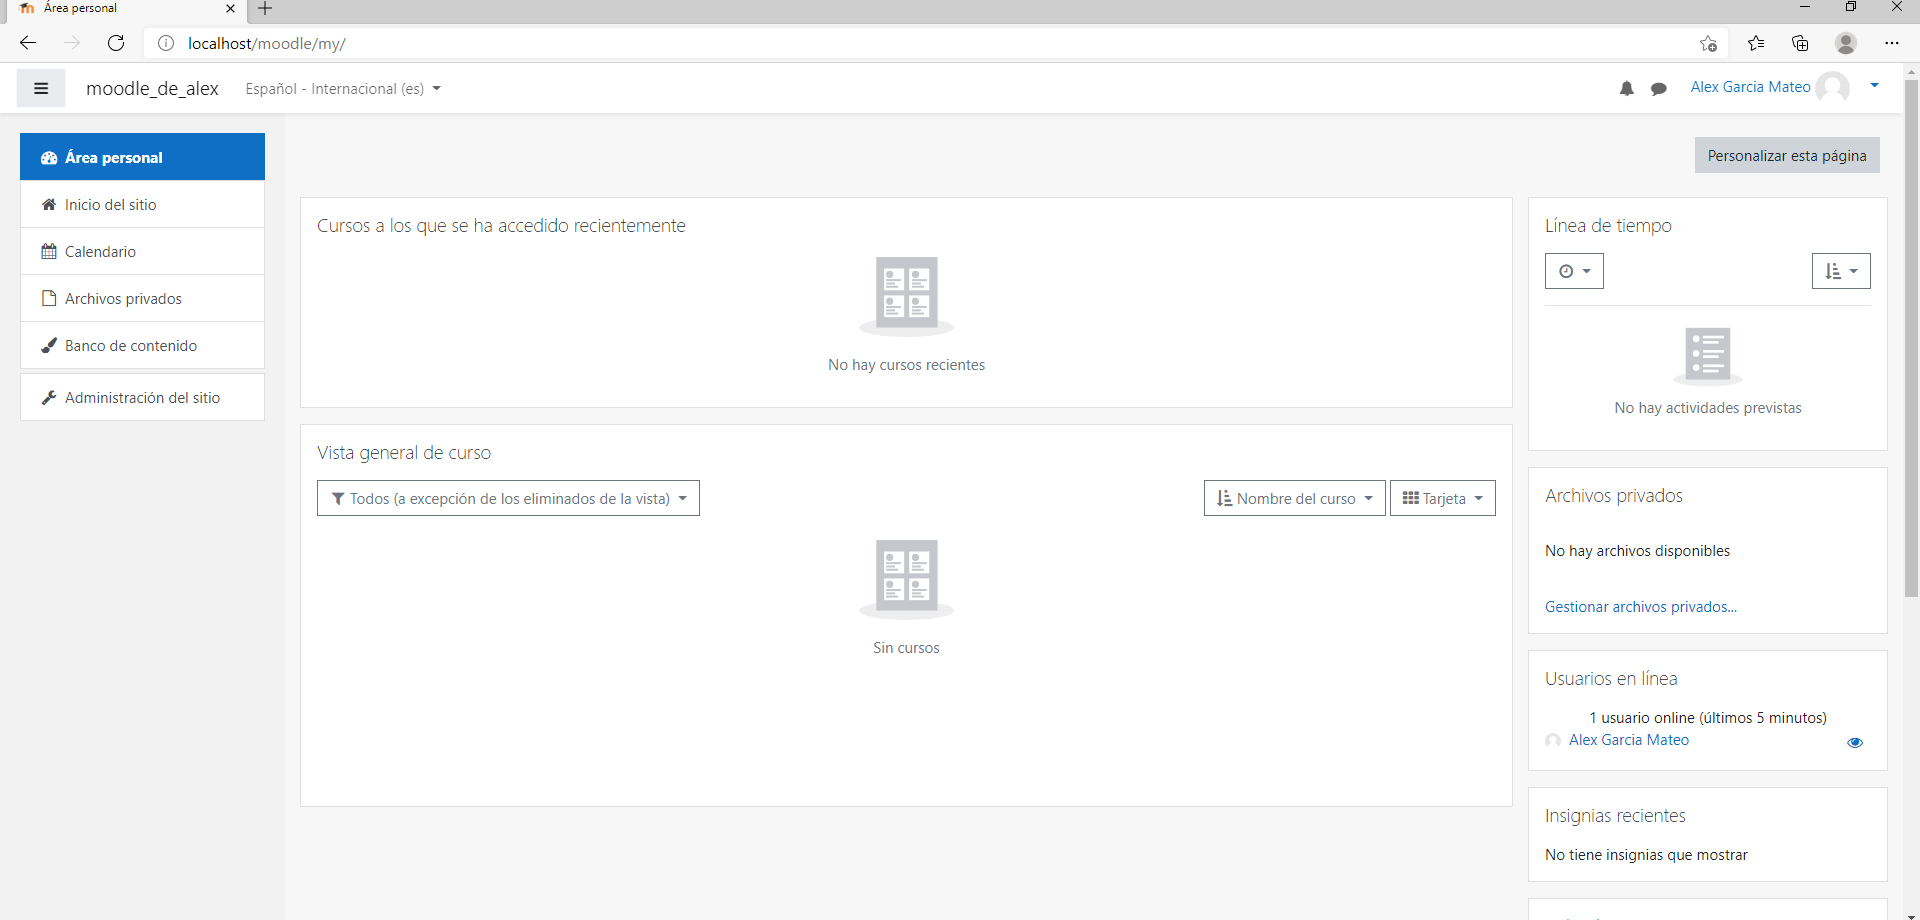 Área personal
localhost/moodle/my/
moodle_de_alex
Español - Internacional (es)
Alex Garcia Mateo
Área personal
Inicio del sitio
Calendario
Archivos privados
Banco de contenido
Administración del sitio
Personalizar esta página
Cursos a los que se ha accedido recientemente
No hay cursos recientes
Vista general de curso
Todos (a excepción de los eliminados de la vista)
Nombre del curso
Tarjeta
Sin cursos
Línea de tiempo
No hay actividades previstas
Archivos privados
No hay archivos disponibles
Gestionar archivos privados...
Usuarios en línea
1 usuario online (últimos 5 minutos)
Alex Garcia Mateo
Insignias recientes
No tiene insignias que mostrar